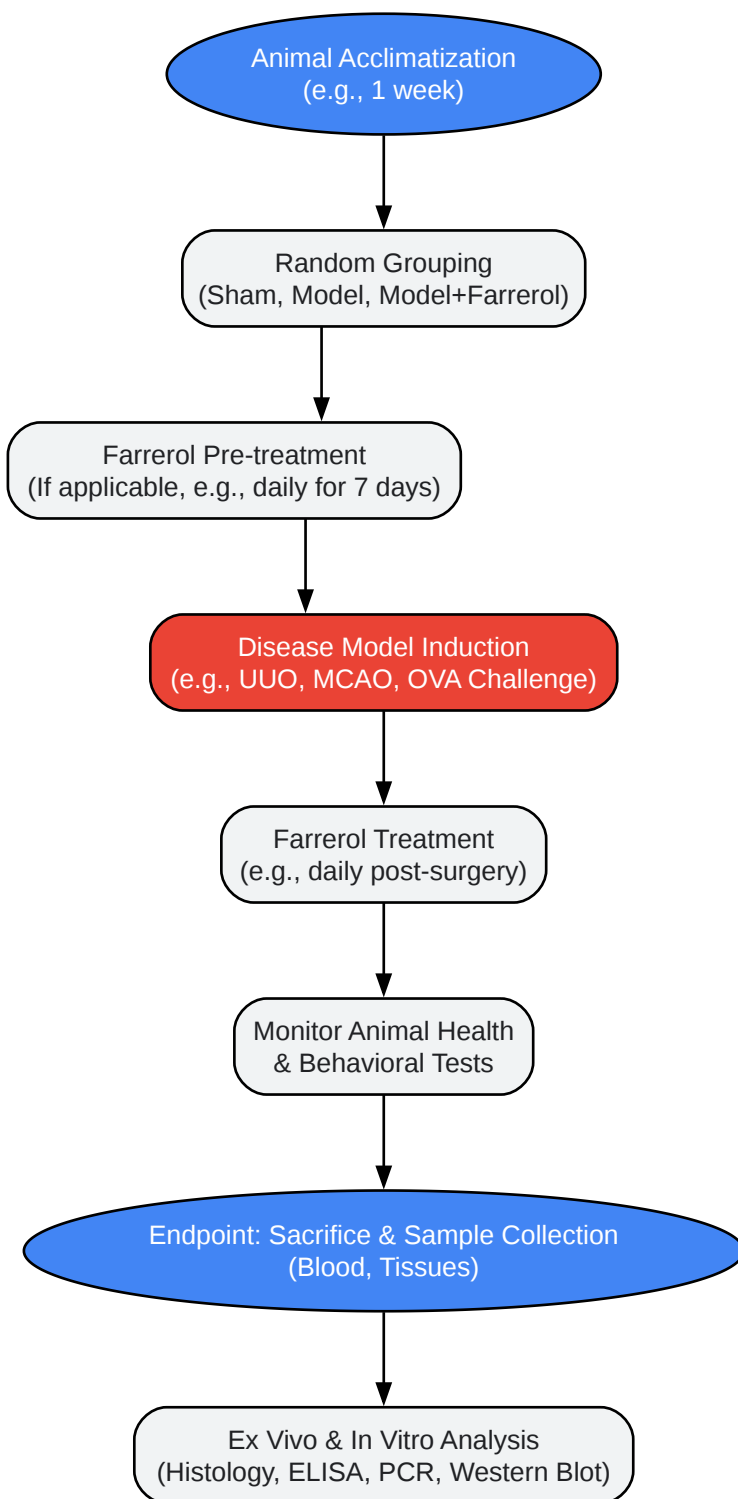 Animal Acclimatization
(e.g., 1 week)
Random Grouping
(Sham, Model, Model+Farrerol)
Farrerol Pre-treatment
(If applicable, e.g., daily for 7 days)
Disease Model Induction
(e.g., UUO, MCAO, OVA Challenge)
Farrerol Treatment
(e.g., daily post-surgery)
Monitor Animal Health
& Behavioral Tests
Endpoint: Sacrifice & Sample Collection
(Blood, Tissues)
Ex Vivo & In Vitro Analysis
(Histology, ELISA, PCR, Western Blot)